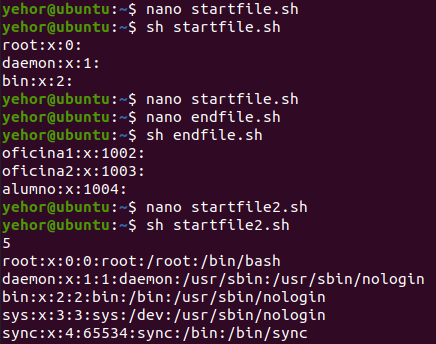 yehor@ubuntu:~$ nano startfile.sh
yehor@ubuntu:~$ sh startfile.sh
root:x:0:
daemon:x:1:
bin:x:2:
yehor@ubuntu:~$ nano startfile.sh
yehor@ubuntu:~$ nano endfile.sh
yehor@ubuntu:~$ sh endfile.sh
oficina1:x:1002:
oficina2:x:1003:
alumno:x:1004:
yehor@ubuntu:~$ nano startfile2.sh
yehor@ubuntu:~$ sh startfile2.sh
5
root:x:0:0:root:/root:/bin/bash
daemon:x:1:1:daemon:/usr/sbin:/usr/sbin/nologin
bin:x:2:2:bin:/bin:/usr/sbin/nologin
sys:x:3:3:sys:/dev:/usr/sbin/nologin
sync:x:4:65534:sync:/bin:/bin/sync